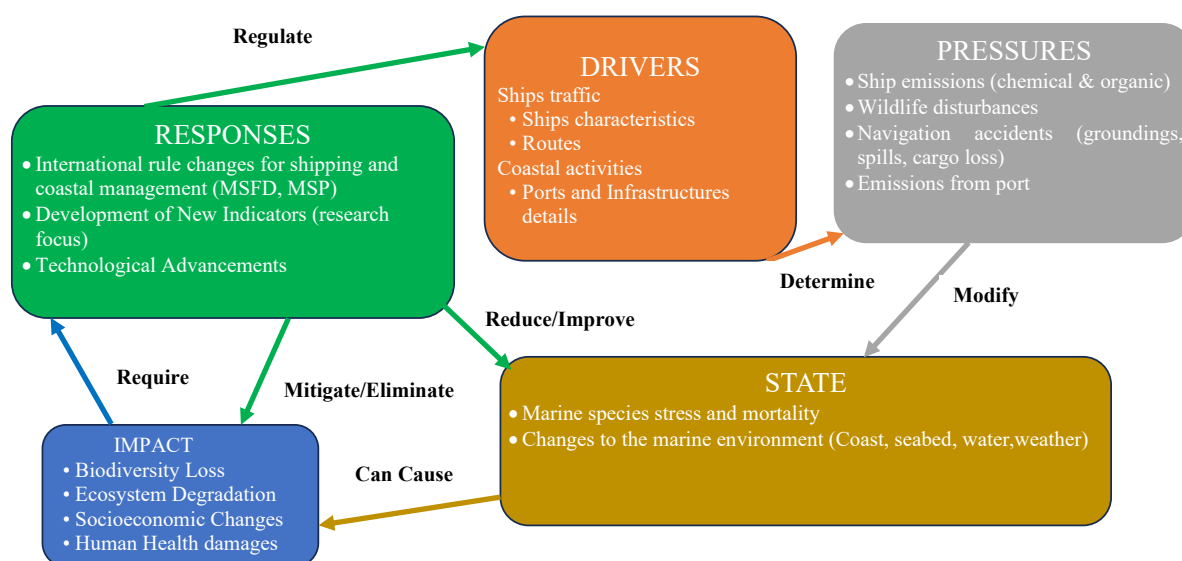 Regulate
DRIVERS
Ships traffic
• Ships characteristics
• Routes
Coastal activities
• Ports and Infrastructures
details
PRESSURES
• Ship emissions (chemical & organic)
• Wildlife disturbances
• Navigation accidents (groundings,
spills, cargo loss)
• Emissions from port
RESPONSES
• International rule changes for shipping and
coastal management (MSFD, MSP)
• Development of New Indicators (research
focus)
• Technological Advancements
Determine
Modify
Reduce/Improve
Require
Mitigate/Eliminate
STATE
• Marine species stress and mortality
• Changes to the marine environment (Coast, seabed, water,weather)
IMPACT
• Biodiversity Loss
• Ecosystem Degradation
• Socioeconomic Changes
• Human Health damages
Can Cause